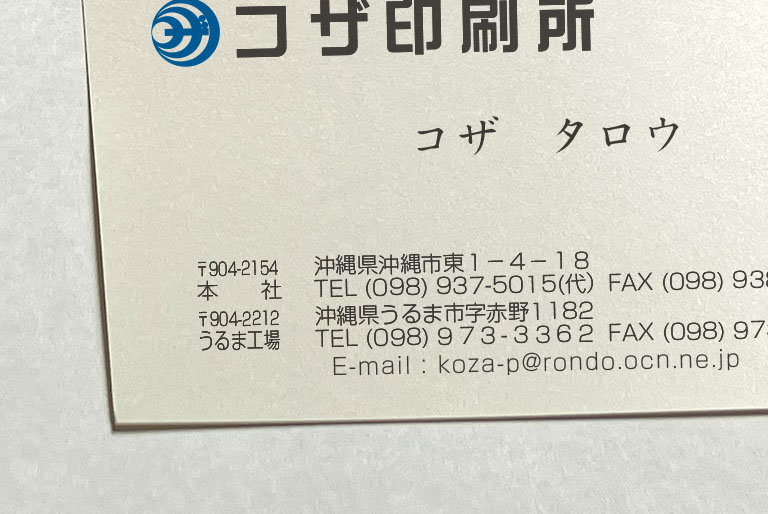 コザ印刷所
コザ　タロウ
〒904-2154 沖縄県沖縄市東1－4－18
本　社 TEL (098) 937-5015(代) FAX (098) 938
〒904-2212 沖縄県うるま市字赤野1182
うるま工場 TEL (098) 973-3362 FAX (098) 973
E-mail : koza-p@rondo.ocn.ne.jp